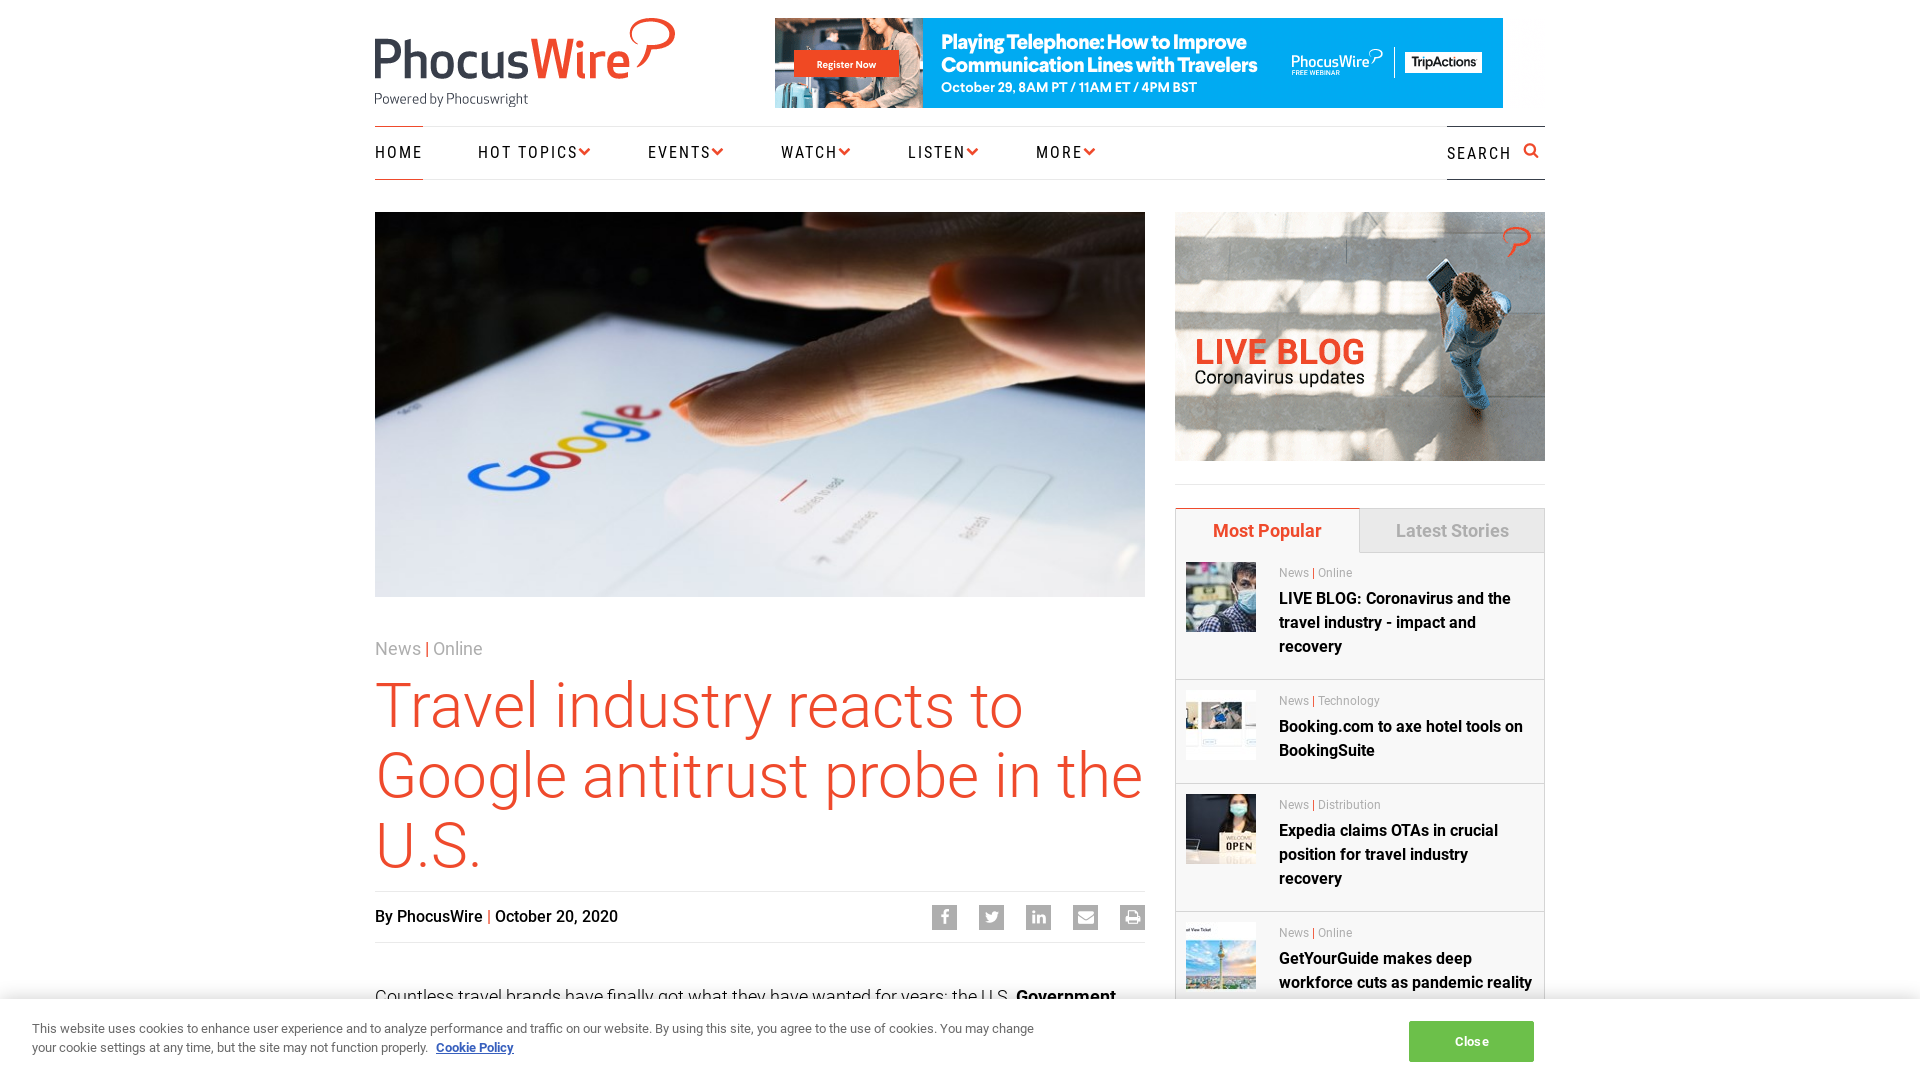 PhocusWire
Powered by Phocuswright
Register Now
Playing Telephone: How to Improve
Communication Lines with Travelers
October 29, 8AM PT / 11AM ET / 4PM BST
PhocusWire
FREE WEBINAR
TripActions
HOME
HOT TOPICS
EVENTS
WATCH
LISTEN
MORE
SEARCH
Google
Stories to read
More stories
Refresh
LIVE BLOG
Coronavirus updates
News | Online
Travel industry reacts to
Google antitrust probe in the
U.S.
By PhocusWire | October 20, 2020
Countless travel brands have finally got what they have wanted for years: the U.S. Government
Most Popular
Latest Stories
News | Online
LIVE BLOG: Coronavirus and the
travel industry - impact and
recovery
News | Technology
Booking.com to axe hotel tools on
BookingSuite
WELCOME
OPEN
News | Distribution
Expedia claims OTAs in crucial
position for travel industry
recovery
News | Online
GetYourGuide makes deep
workforce cuts as pandemic reality
This website uses cookies to enhance user experience and to analyze performance and traffic on our website. By using this site, you agree to the use of cookies. You may change
your cookie settings at any time, but the site may not function properly. Cookie Policy
Close